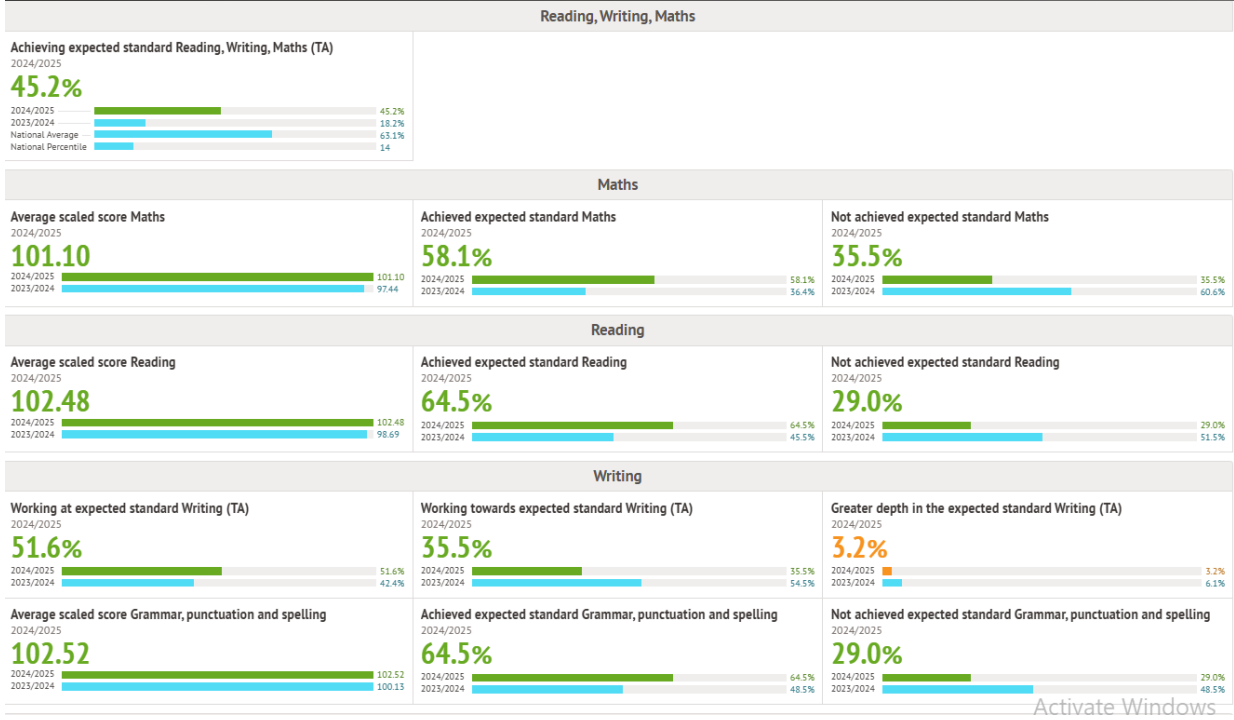 Reading, Writing, Maths
Achieving expected standard Reading, Writing, Maths (TA)
2024/2025
45.2%
2024/2025 45.2%
2023/2024 18.2%
National Average 63.1%
National Percentile 14
Maths
Average scaled score Maths
2024/2025
101.10
2024/2025 101.10
2023/2024 97.44
Achieved expected standard Maths
2024/2025
58.1%
2024/2025 58.1%
2023/2024 36.4%
Not achieved expected standard Maths
2024/2025
35.5%
2024/2025 35.5%
2023/2024 60.6%
Reading
Average scaled score Reading
2024/2025
102.48
2024/2025 102.48
2023/2024 98.69
Achieved expected standard Reading
2024/2025
64.5%
2024/2025 64.5%
2023/2024 45.5%
Not achieved expected standard Reading
2024/2025
29.0%
2024/2025 29.0%
2023/2024 51.5%
Writing
Working at expected standard Writing (TA)
2024/2025
51.6%
2024/2025 51.6%
2023/2024 42.4%
Working towards expected standard Writing (TA)
2024/2025
35.5%
2024/2025 35.5%
2023/2024 54.5%
Greater depth in the expected standard Writing (TA)
2024/2025
3.2%
2024/2025 3.2%
2023/2024 6.1%
Average scaled score Grammar, punctuation and spelling
2024/2025
102.52
2024/2025 102.52
2023/2024 100.13
Achieved expected standard Grammar, punctuation and spelling
2024/2025
64.5%
2024/2025 64.5%
2023/2024 48.5%
Not achieved expected standard Grammar, punctuation and spelling
2024/2025
29.0%
2024/2025 29.0%
2023/2024 48.5%
Activate Windows